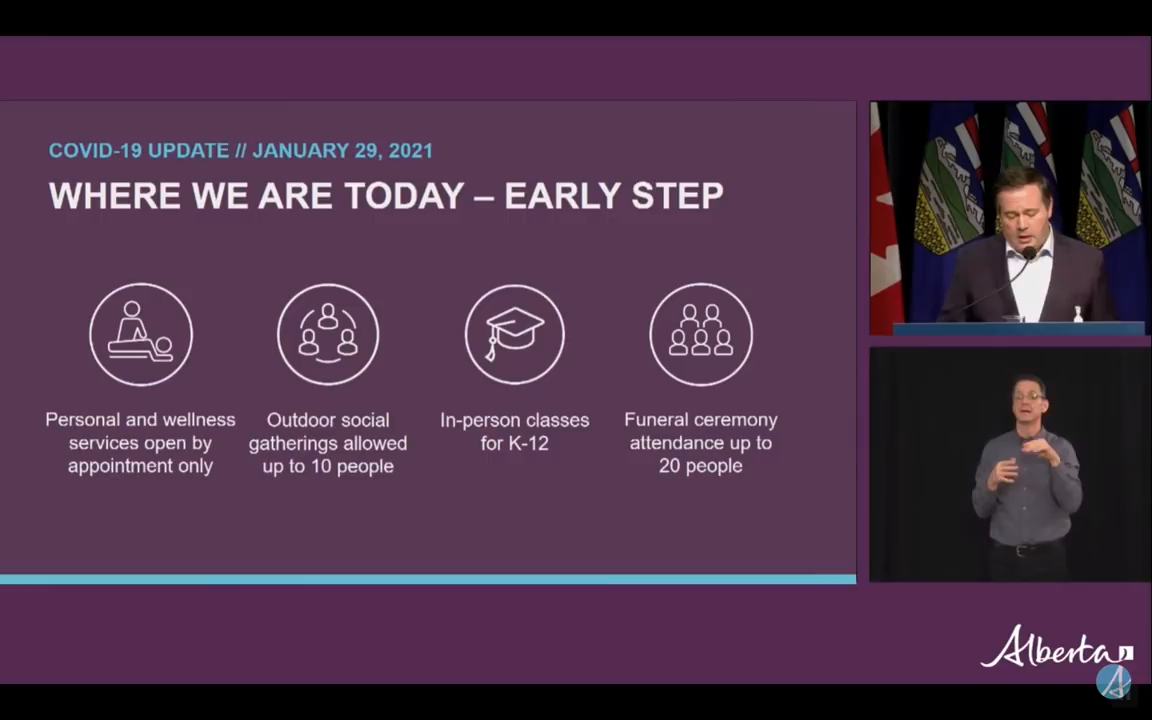 COVID-19 UPDATE // JANUARY 29, 2021
WHERE WE ARE TODAY – EARLY STEP
Personal and wellness
services open by
appointment only
Outdoor social
gatherings allowed
up to 10 people
In-person classes
for K-12
Funeral ceremony
attendance up to
20 people
Alberta